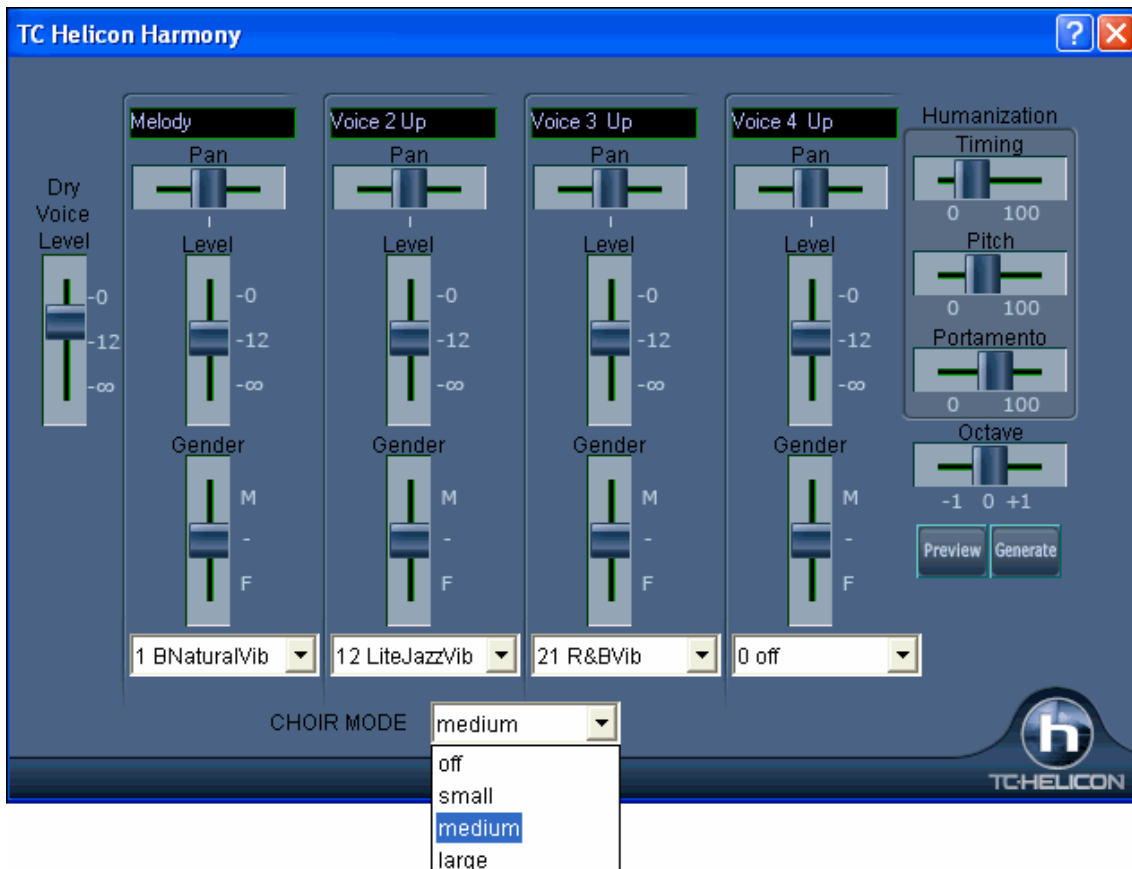 TC Helicon Harmony
?
Dry
Voice
Level
-0
-12
-∞
Melody
Pan
Level
-0
-12
-∞
Gender
M
-
F
1 BNaturalVib
Voice 2 Up
Pan
Level
-0
-12
-∞
Gender
M
-
F
12 LiteJazzVib
Voice 3 Up
Pan
Level
-0
-12
-∞
Gender
M
-
F
21 R&BVib
Voice 4 Up
Pan
Level
-0
-12
-∞
Gender
M
-
F
0 off
Humanization
Timing
0 100
Pitch
0 100
Portamento
0 100
Octave
-1 0 +1
Preview Generate
CHOIR MODE medium
off
small
medium
large
h
TC·HELICON